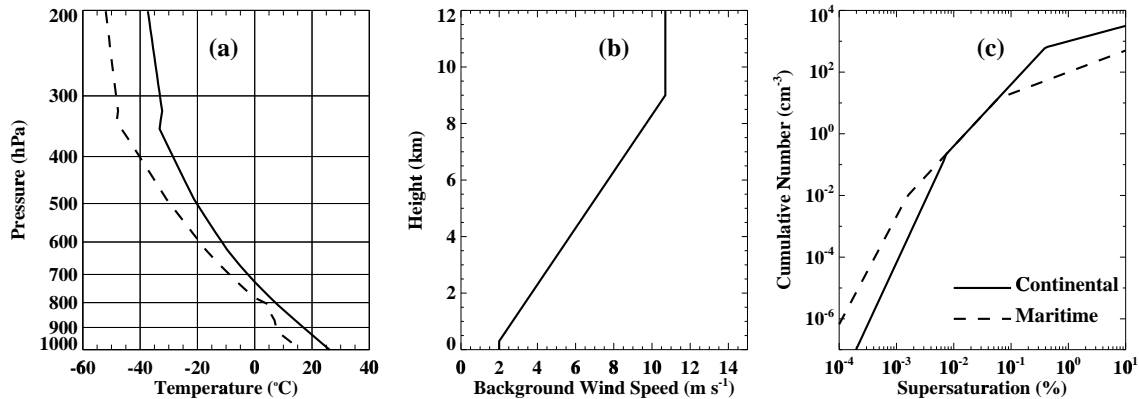 (a)
200
300
400
500
600
700
800
900
1000
Pressure (hPa)
-60 -40 -20 0 20 40
Temperature (°C)
(b)
12
10
8
6
4
2
0
Height (km)
0 2 4 6 8 10 12 14
Background Wind Speed (m s⁻¹)
(c)
10⁴
10²
10⁰
10⁻²
10⁻⁴
10⁻⁶
Cumulative Number (cm⁻³)
Continental
Maritime
10⁻⁴ 10⁻³ 10⁻² 10⁻¹ 10⁰ 10¹
Supersaturation (%)